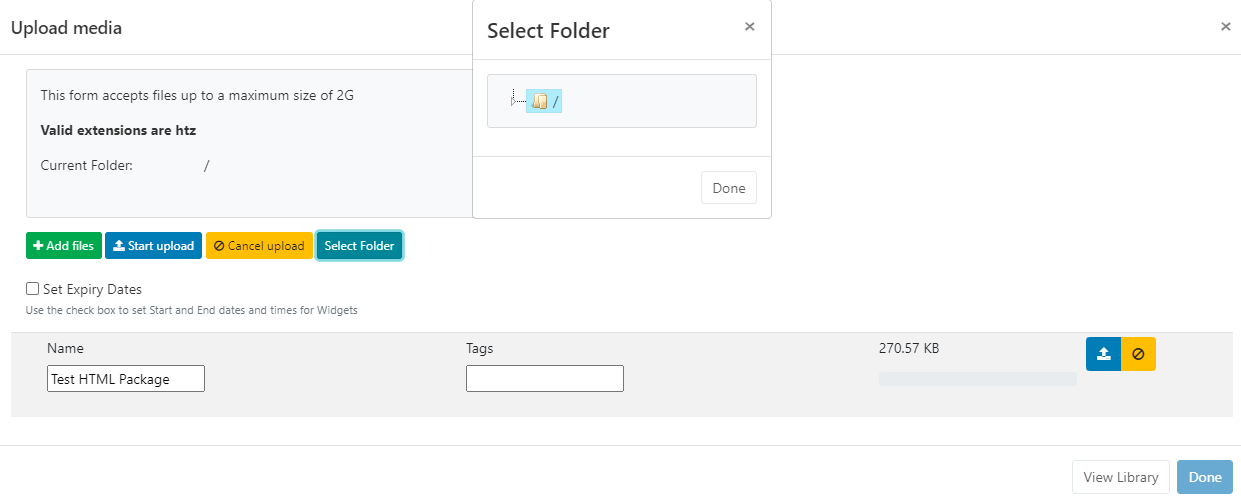 Upload media
×
Select Folder
×
/
Done
This form accepts files up to a maximum size of 2G
Valid extensions are htz
Current Folder: /
Add files
Start upload
Cancel upload
Select Folder
Set Expiry Dates
Use the check box to set Start and End dates and times for Widgets
Name
Tags
270.57 KB
Test HTML Package
View Library
Done